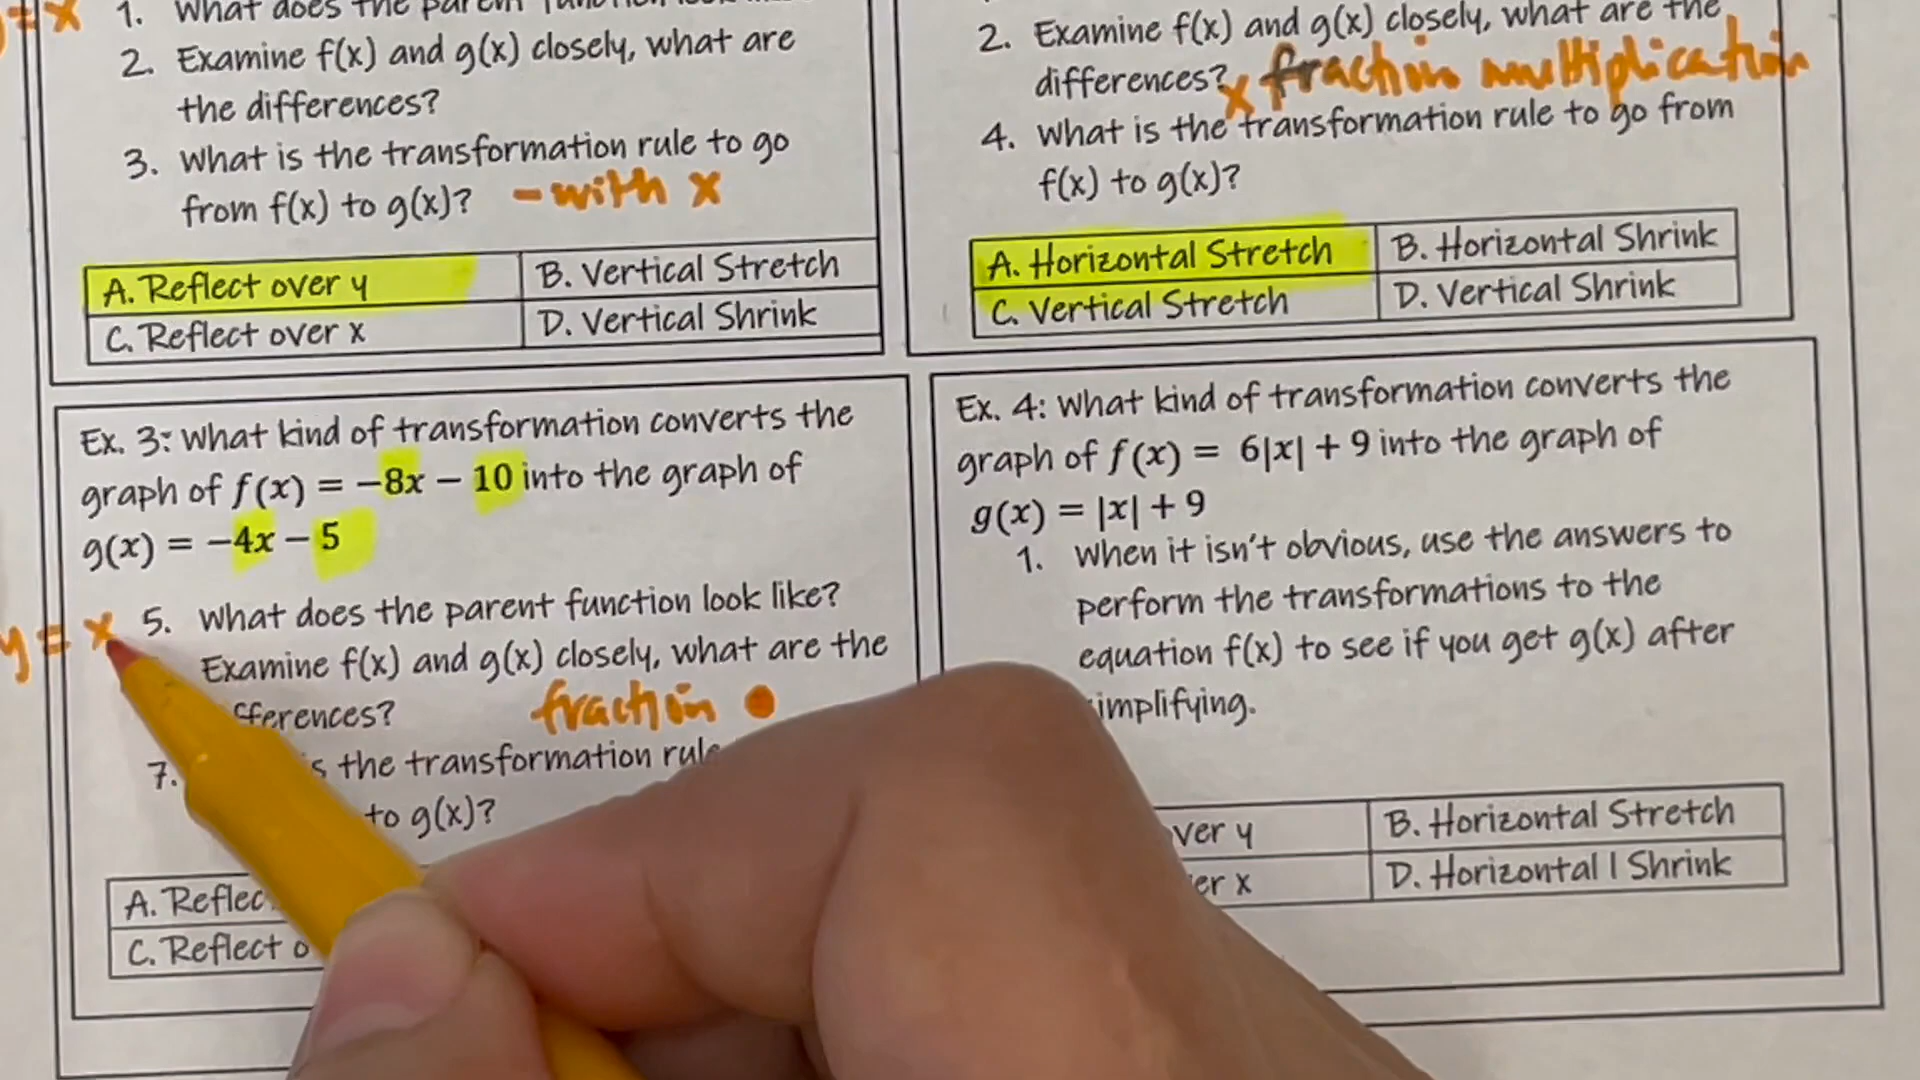 = x
1. What does the parent function look
2. Examine f(x) and g(x) closely, what are
the differences?
3. What is the transformation rule to go
from f(x) to g(x)? - with x
A. Reflect over y
B. Vertical Stretch
C. Reflect over x
D. Vertical Shrink
2. Examine f(x) and g(x) closely, what are the
differences? x fraction multiplication
4. What is the transformation rule to go from
f(x) to g(x)?
A. Horizontal Stretch
B. Horizontal Shrink
C. Vertical Stretch
D. Vertical Shrink
Ex. 3: What kind of transformation converts the
graph of f(x) = −8x − 10 into the graph of
g(x) = −4x − 5
y = x
5. What does the parent function look like?
Examine f(x) and g(x) closely, what are the
fferences? fraction •
7. s the transformation rul
to g(x)?
A. Reflec
C. Reflect o
Ex. 4: What kind of transformation converts the
graph of f(x) = 6|x| + 9 into the graph of
g(x) = |x| + 9
1. When it isn't obvious, use the answers to
perform the transformations to the
equation f(x) to see if you get g(x) after
implifying.
ver y
B. Horizontal Stretch
er x
D. Horizontal l Shrink